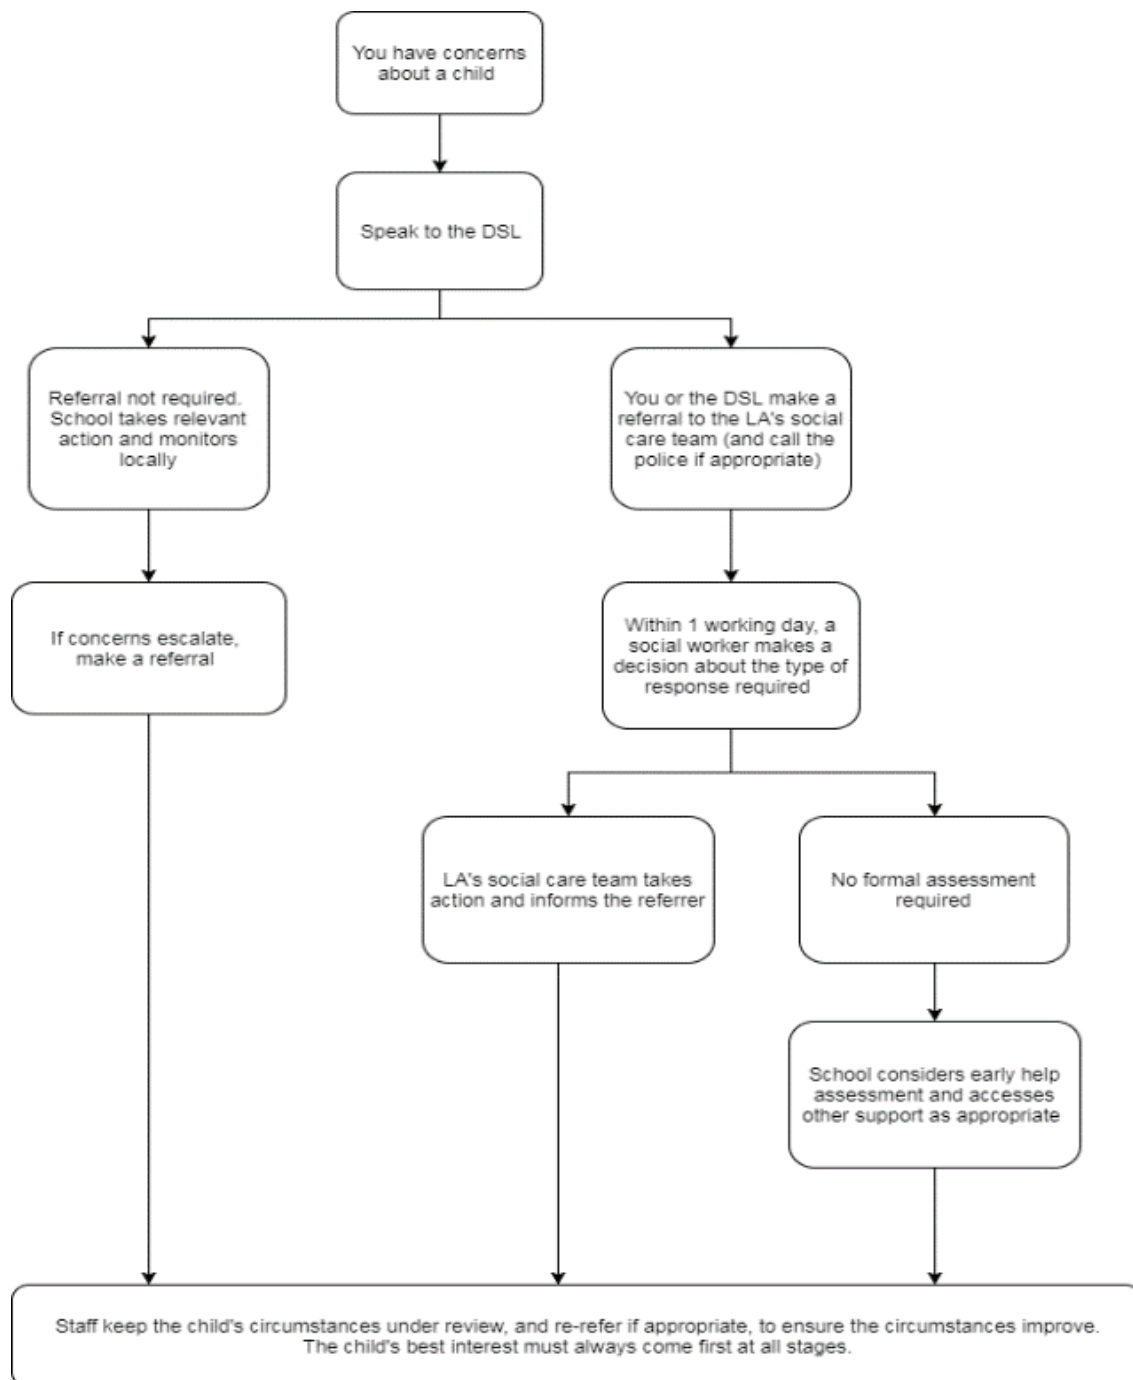 You have concerns
about a child
Speak to the DSL
Referral not required.
School takes relevant
action and monitors
locally
You or the DSL make a
referral to the LA's social
care team (and call the
police if appropriate)
If concerns escalate,
make a referral
Within 1 working day, a
social worker makes a
decision about the type of
response required
LA's social care team takes
action and informs the referrer
No formal assessment
required
School considers early help
assessment and accesses
other support as appropriate
Staff keep the child's circumstances under review, and re-refer if appropriate, to ensure the circumstances improve.
The child's best interest must always come first at all stages.